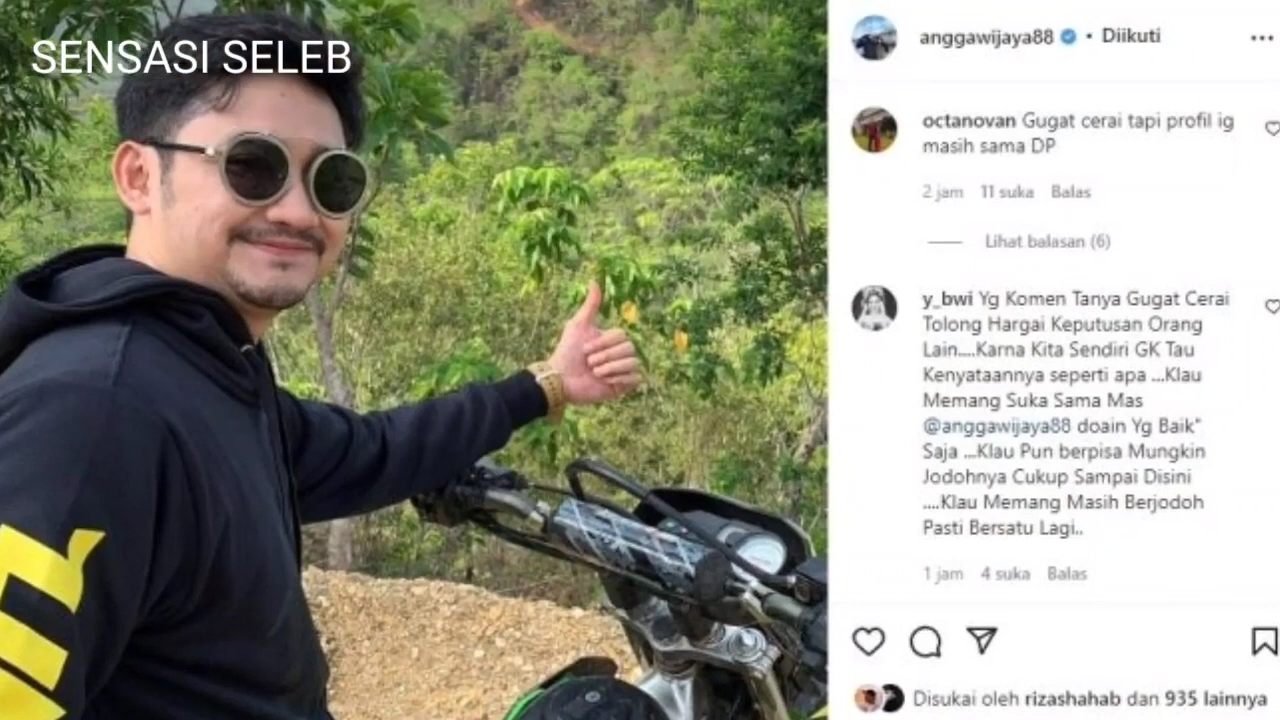 SENSASI SELEB
anggawijaya88 • Diikuti
octanovan Gugat cerai tapi profil ig
masih sama DP
2 jam 11 suka Balas
Lihat balasan (6)
y_bwi Yg Komen Tanya Gugat Cerai
Tolong Hargai Keputusan Orang
Lain....Karna Kita Sendiri GK Tau
Kenyataannya seperti apa ...Klau
Memang Suka Sama Mas
@anggawijaya88 doain Yg Baik"
Saja ...Klau Pun berpisa Mungkin
Jodohnya Cukup Sampai Disini
....Klau Memang Masih Berjodoh
Pasti Bersatu Lagi..
1 jam 4 suka Balas
Disukai oleh rizashahab dan 935 lainnya